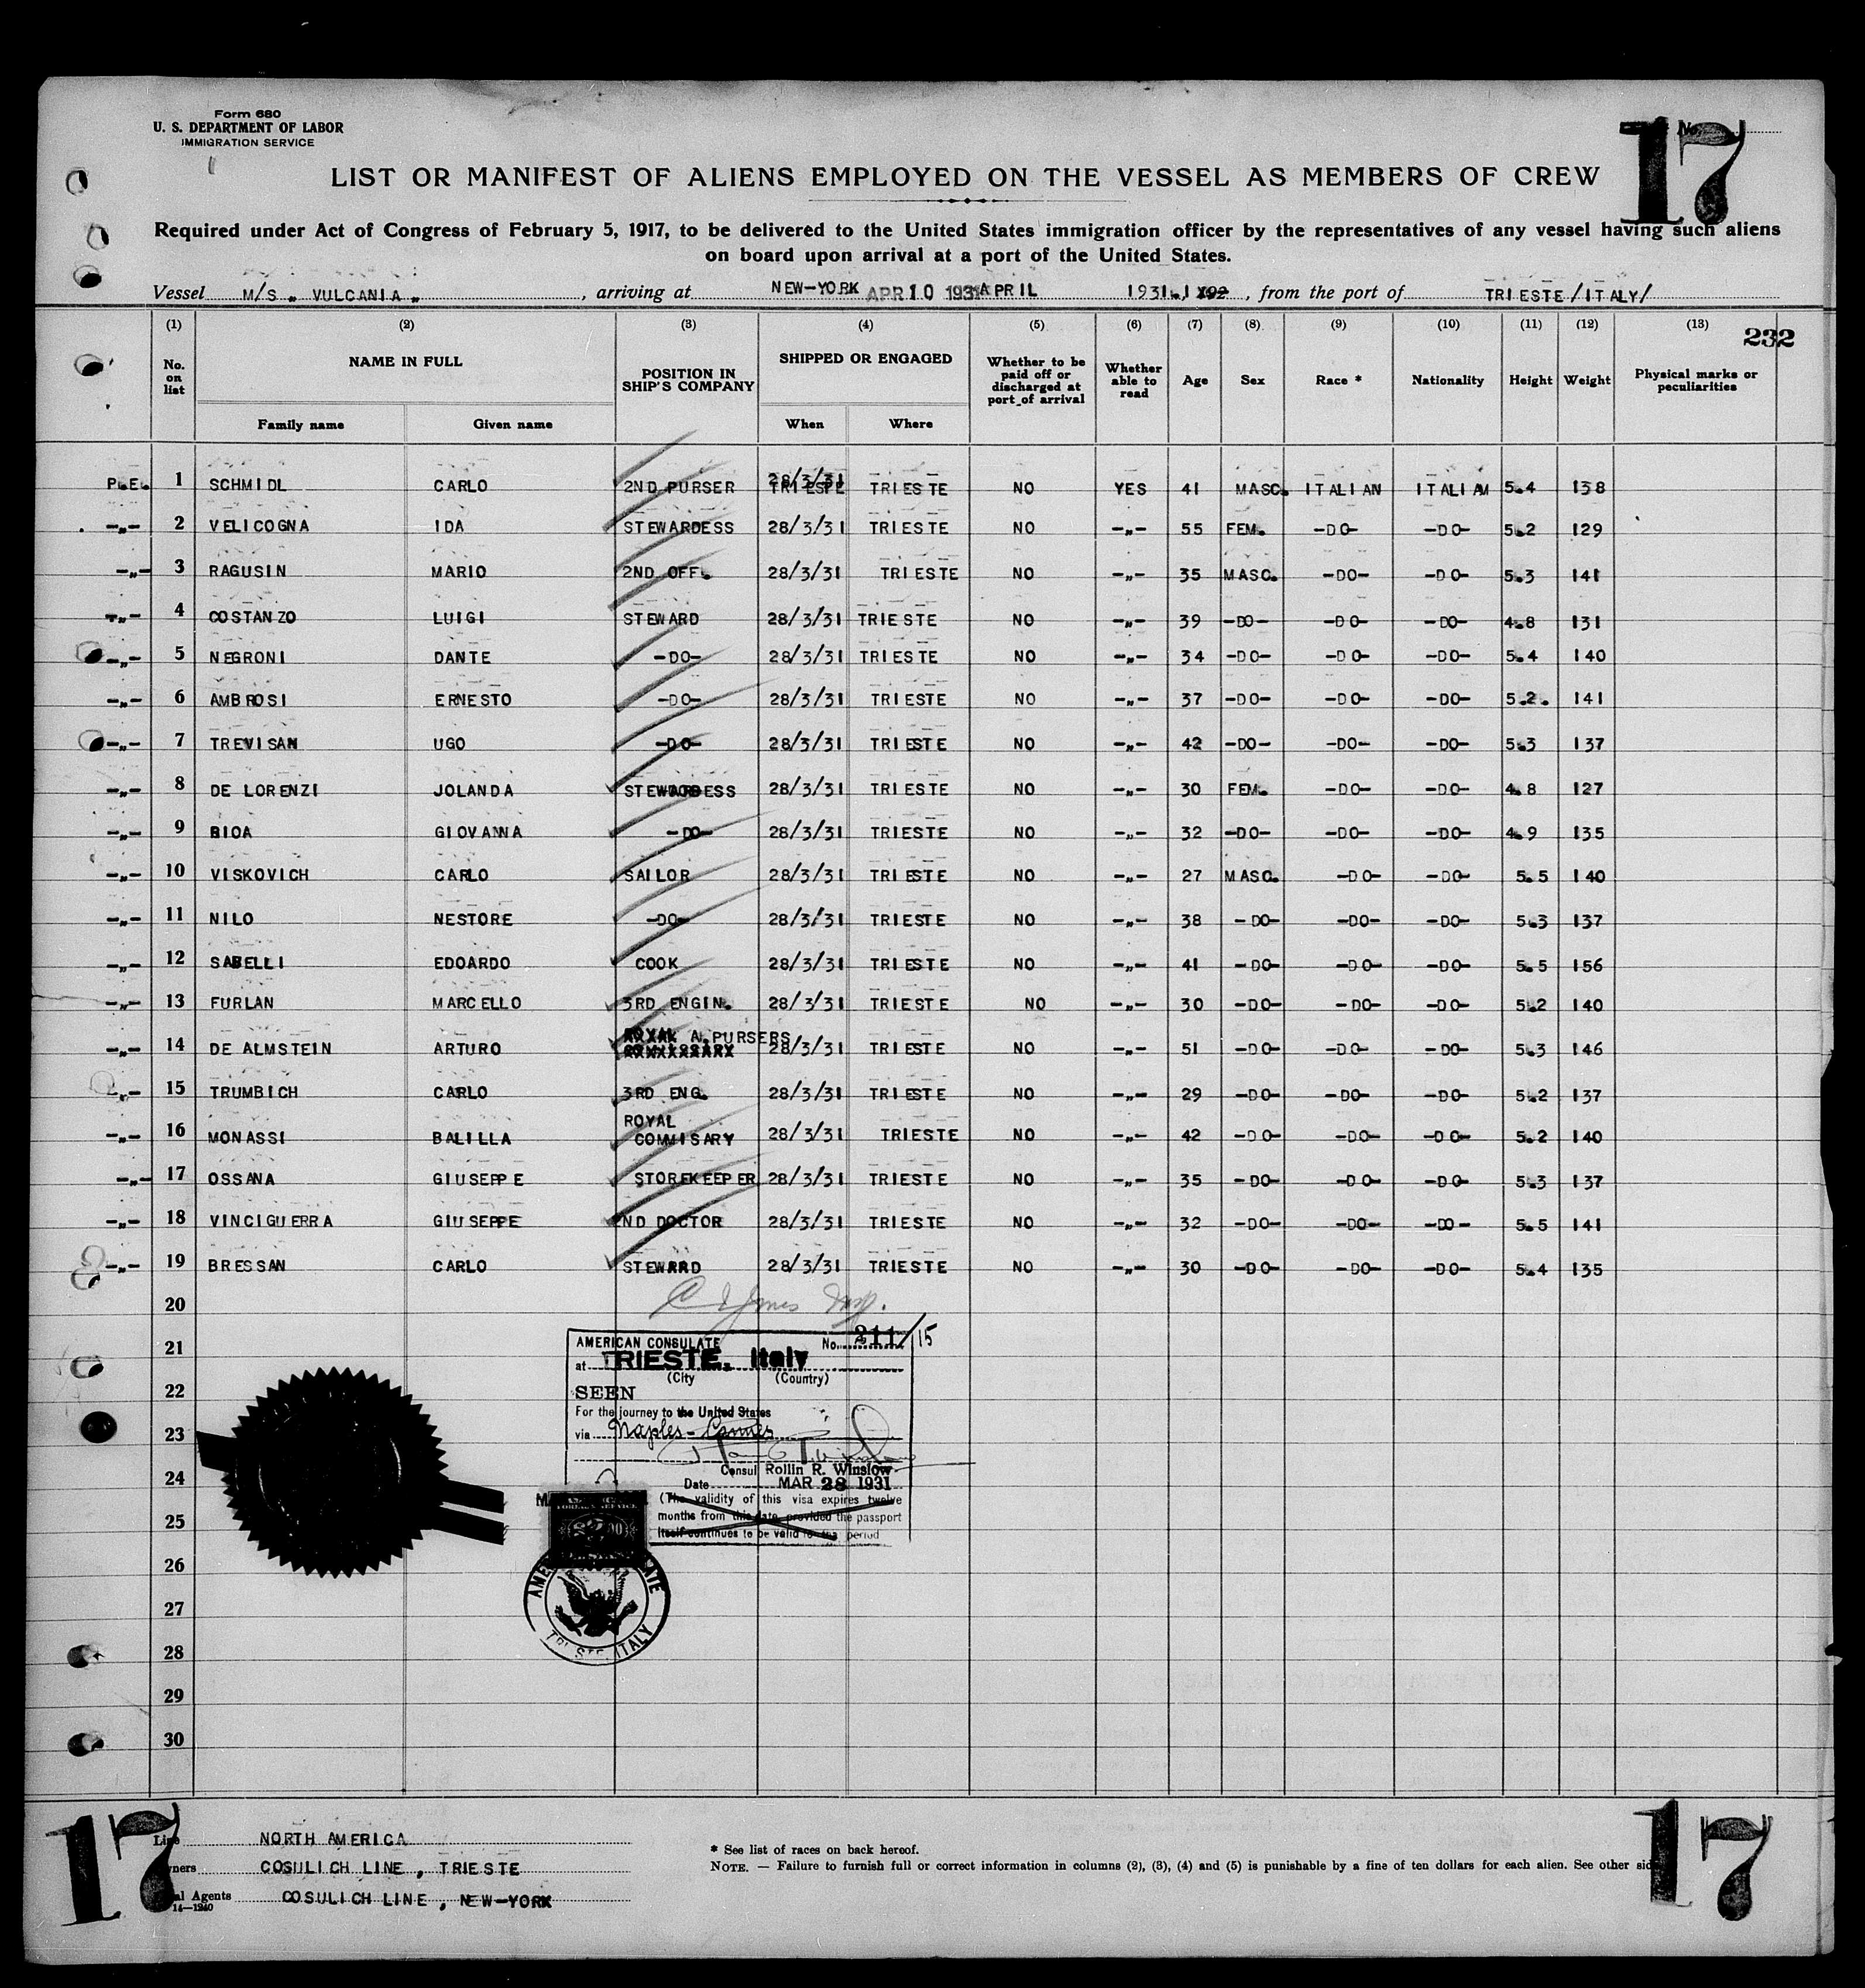 Form 680
U. S. DEPARTMENT OF LABOR
IMMIGRATION SERVICE
No.
17
LIST OR MANIFEST OF ALIENS EMPLOYED ON THE VESSEL AS MEMBERS OF CREW
Required under Act of Congress of February 5, 1917, to be delivered to the United States immigration officer by the representatives of any vessel having such aliens
on board upon arrival at a port of the United States.
Vessel M/S „ VULCANIA „ , arriving at NEW-YORK APR 10 1931 APRIL 1931. , from the port of TRIESTE/ITALY/
(1) (2) (3) (4) (5) (6) (7) (8) (9) (10) (11) (12) (13)
232
No. on list NAME IN FULL POSITION IN SHIP'S COMPANY SHIPPED OR ENGAGED Whether to be paid off or discharged at port of arrival Whether able to read Age Sex Race * Nationality Height Weight Physical marks or peculiarities
Family name Given name When Where
P.E. 1 SCHMIDL CARLO 2ND PURSER 28/3/31 TRIESTE NO YES 41 MASC. ITALIAN ITALIAM 5.4 138
-„- 2 VELICOGNA IDA STEWARDESS 28/3/31 TRIESTE NO -„- 55 FEM. -DO- -DO- 5.2 129
-„- 3 RAGUSIN MARIO 2ND OFF. 28/3/31 TRIESTE NO -„- 35 MASC. -DO- -DO- 5.3 141
-„- 4 COSTANZO LUIGI STEWARD 28/3/31 TRIESTE NO -„- 39 -DO- -DO- -DO- 4.8 131
-„- 5 NEGRONI DANTE -DO- 28/3/31 TRIESTE NO -„- 34 -DO- -DO- -DO- 5.4 140
-„- 6 AMBROSI ERNESTO -DO- 28/3/31 TRIESTE NO -„- 37 -DO- -DO- -DO- 5.2. 141
-„- 7 TREVISAN UGO -DO- 28/3/31 TRIESTE NO -„- 42 -DO- -DO- -DO- 5.3 137
-„- 8 DE LORENZI JOLANDA STEWARDESS 28/3/31 TRIESTE NO -„- 30 FEM. -DO- -DO- 4.8 127
-„- 9 BIOA GIOVANNA -DO- 28/3/31 TRIESTE NO -„- 32 -DO- -DO- -DO- 4.9 135
-„- 10 VISKOVICH CARLO SAILOR 28/3/31 TRIESTE NO -„- 27 MASC. -DO- -DO- 5.5 140
-„- 11 NILO NESTORE -DO- 28/3/31 TRIESTE NO -„- 38 -DO- -DO- -DO- 5.3 137
-„- 12 SABELLI EDOARDO COOK 28/3/31 TRIESTE NO -„- 41 -DO- -DO- -DO- 5.5 156
-„- 13 FURLAN MARCELLO 3RD ENGIN. 28/3/31 TRIESTE NO -„- 30 -DO- -DO- -DO- 5.2 140
-„- 14 DE ALMSTEIN ARTURO A. PURSERS 28/3/31 TRIESTE NO -„- 51 -DO- -DO- -DO- 5.3 146
-„- 15 TRUMBICH CARLO 3RD ENG. 28/3/31 TRIESTE NO -„- 29 -DO- -DO- -DO- 5.2 137
-„- 16 MONASSI BALILLA ROYAL COMMISARY 28/3/31 TRIESTE NO -„- 42 -DO- -DO- -DO- 5.2 140
-„- 17 OSSANA GIUSEPPE STOREKEEPER 28/3/31 TRIESTE NO -„- 35 -DO- -DO- -DO- 5.3 137
-„- 18 VINCIGUERRA GIUSEPPE ND DOCTOR 28/3/31 TRIESTE NO -„- 32 -DO- -DO- -DO- 5.5 141
-„- 19 BRESSAN CARLO STEWARD 28/3/31 TRIESTE NO -„- 30 -DO- -DO- -DO- 5.4 135
20
21
22
23
24
25
26
27
28
29
30
AMERICAN CONSULATE No. 211/15
at TRIESTE, Italy
(City (Country)
SEEN
For the journey to the United States
via Naples - Cannes
Consul Rollin R. Winslow
Date MAR 28 1931
(The validity of this visa expires twelve
months from this date provided the passport
itself continues to be valid for the period
17
Line NORTH AMERICA
COSULICH LINE, TRIESTE
Agents COSULICH LINE, NEW-YORK
14—1240
* See list of races on back hereof.
NOTE. — Failure to furnish full or correct information in columns (2), (3), (4) and (5) is punishable by a fine of ten dollars for each alien. See other
17